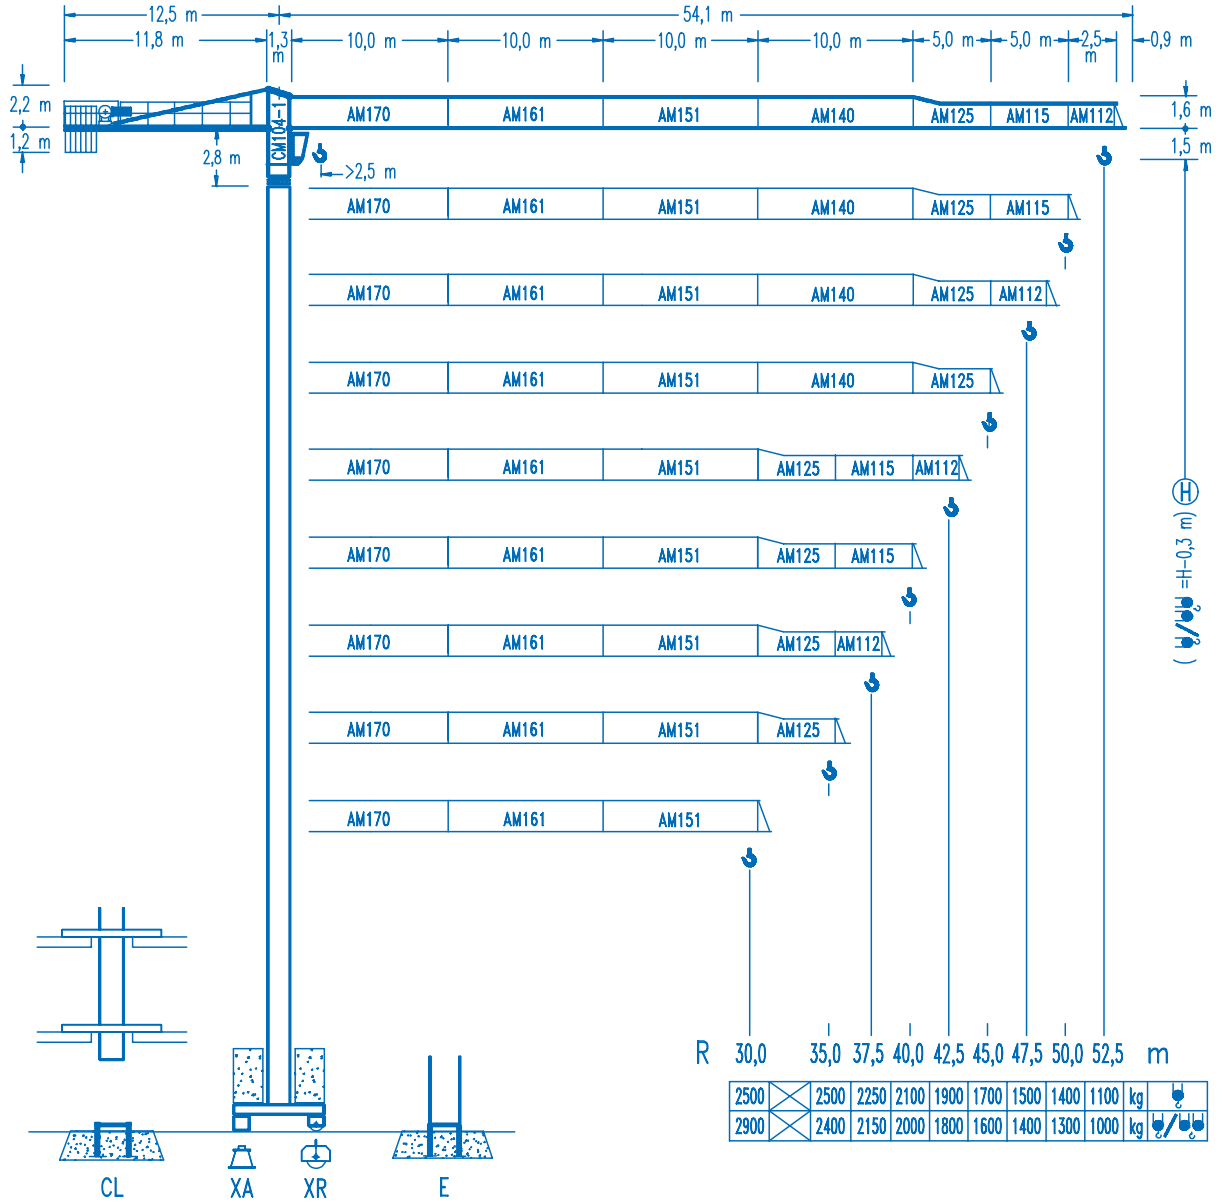 12,5 m 54,1 m
11,8 m 1,3 m 10,0 m 10,0 m 10,0 m 10,0 m 5,0 m 5,0 m 2,5 m 0,9 m
2,2 m CM104-1 AM170 AM161 AM151 AM140 AM125 AM115 AM112 1,6 m
1,2 m 2,8 m 1,5 m
>2,5 m
AM170 AM161 AM151 AM140 AM125 AM115
AM170 AM161 AM151 AM140 AM125 AM112
AM170 AM161 AM151 AM140 AM125
AM170 AM161 AM151 AM125 AM115 AM112
H
(=H-0,3 m)
AM170 AM161 AM151 AM125 AM115
AM170 AM161 AM151 AM125 AM112
AM170 AM161 AM151 AM125
AM170 AM161 AM151
R 30,0 35,0 37,5 40,0 42,5 45,0 47,5 50,0 52,5 m
2500 2500 2250 2100 1900 1700 1500 1400 1100 kg
2900 2400 2150 2000 1800 1600 1400 1300 1000 kg
CL XA XR E